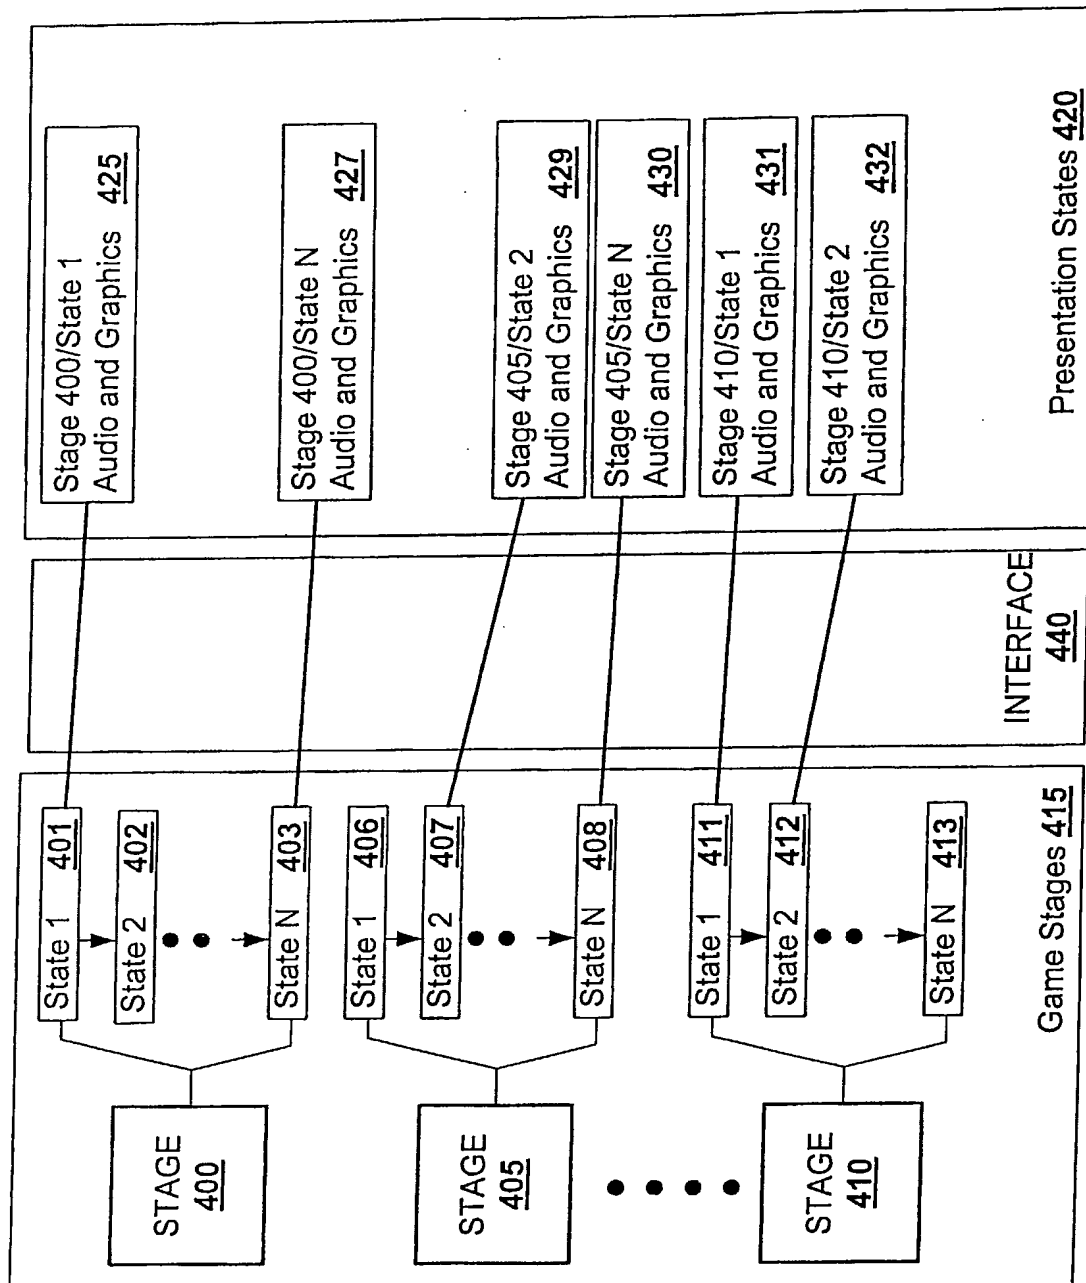 STAGE
400
State 1 401
State 2 402
State N 403
STAGE
405
State 1 406
State 2 407
State N 408
STAGE
410
State 1 411
State 2 412
State N 413
Game Stages 415
INTERFACE
440
Stage 400/State 1
Audio and Graphics 425
Stage 400/State N
Audio and Graphics 427
Stage 405/State 2
Audio and Graphics 429
Stage 405/State N
Audio and Graphics 430
Stage 410/State 1
Audio and Graphics 431
Stage 410/State 2
Audio and Graphics 432
Presentation States 420